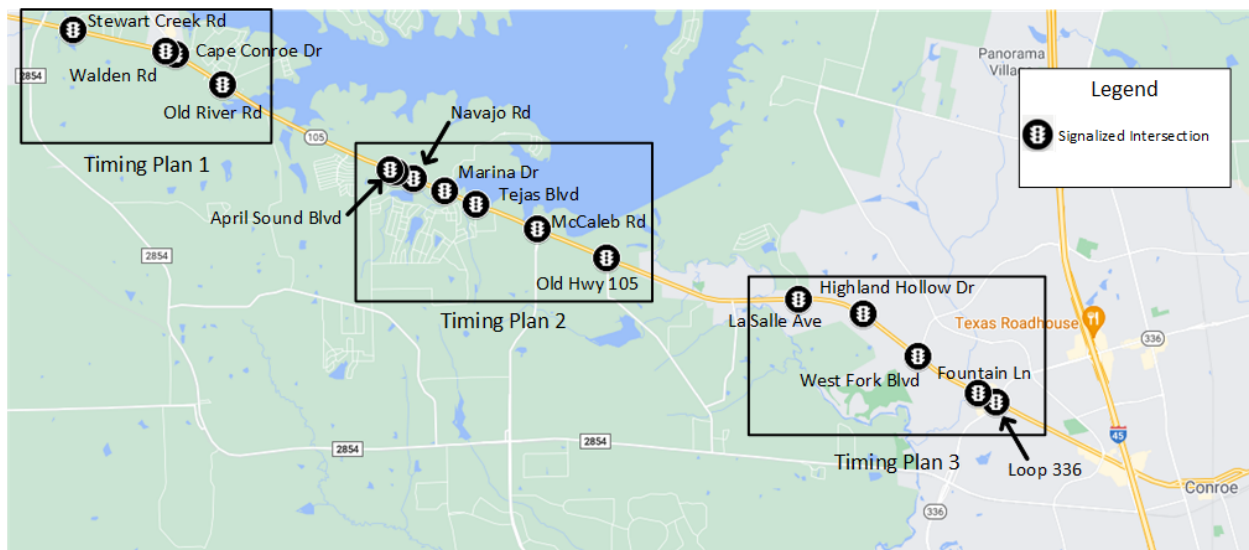 Stewart Creek Rd
Cape Conroe Dr
2854
Walden Rd
Old River Rd
Timing Plan 1
105
Navajo Rd
Marina Dr
Tejas Blvd
April Sound Blvd
McCaleb Rd
2854
Old Hwy 105
Timing Plan 2
Panorama
Village
Legend
Signalized Intersection
Highland Hollow Dr
La Salle Ave
Texas Roadhouse
336
West Fork Blvd
Fountain Ln
2854
2854
45
Timing Plan 3
Loop 336
336
Conroe